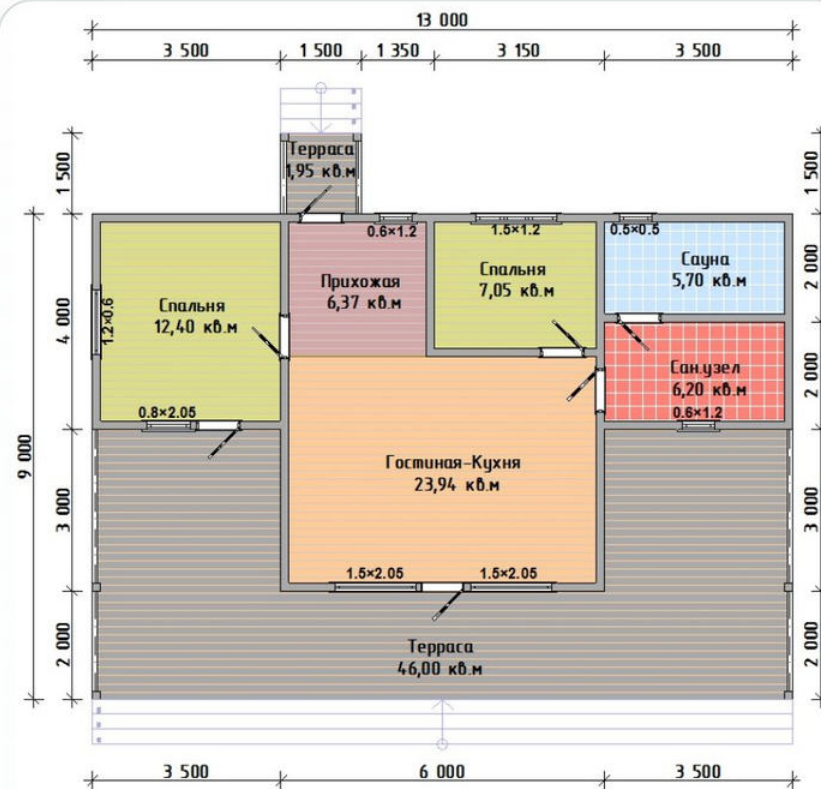 13 000
3 500
1 500
1 350
3 150
3 500
1 500
Терраса
1,95 кв.м
1 500
0.6×1.2
1.5×1.2
0.5×0.5
Спальня
12,40 кв.м
Прихожая
6,37 кв.м
Спальня
7,05 кв.м
Сауна
5,70 кв.м
2 000
4 000
1.2×0.6
Сан.узел
6,20 кв.м
2 000
0.8×2.05
0.6×1.2
9 000
Гостиная-Кухня
23,94 кв.м
3 000
3 000
1.5×2.05
1.5×2.05
2 000
Терраса
46,00 кв.м
2 000
3 500
6 000
3 500